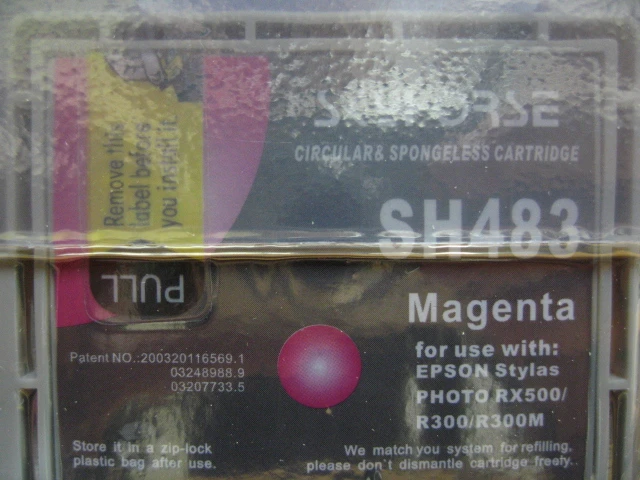 CIRCULAR& SPONGELESS CARTRIDGE
SH483
Remove this
label before
you install it
PULL
Magenta
for use with:
EPSON Stylas
PHOTO RX500/
R300/R300M
Patent NO.:200320116569.1
03248988.9
03207733.5
Store it in a zip-lock
plastic bag after use.
We match you system for refilling,
please don't dismantle cartridge freety..